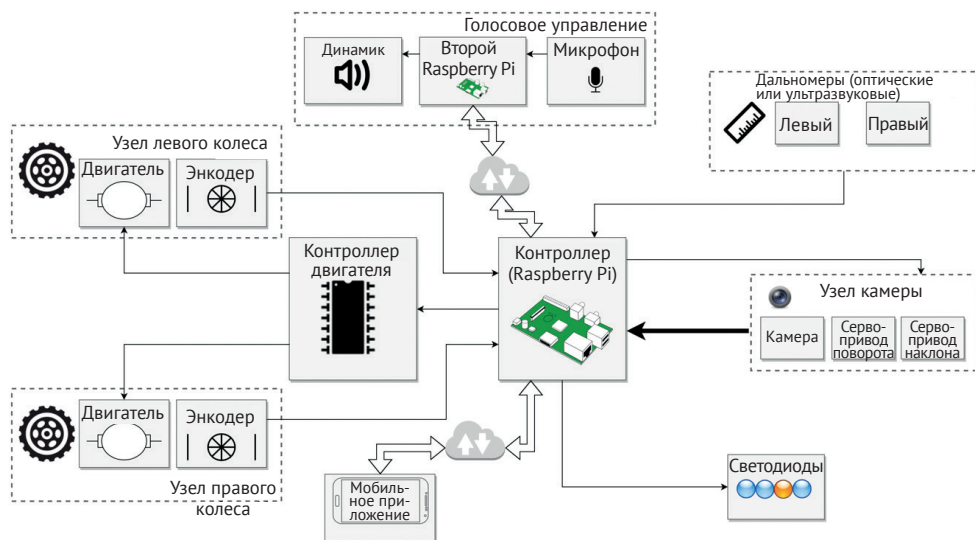 Голосовое управление
Динамик
Второй
Raspberry Pi
Микрофон
Дальномеры (оптические
или ультразвуковые)
Левый
Правый
Узел левого колеса
Двигатель
Энкодер
Контроллер
двигателя
Контроллер
(Raspberry Pi)
Узел камеры
Камера
Серво-
привод
поворота
Серво-
привод
наклона
Двигатель
Энкодер
Узел правого
колеса
Мобиль-
ное при-
ложение
Светодиоды